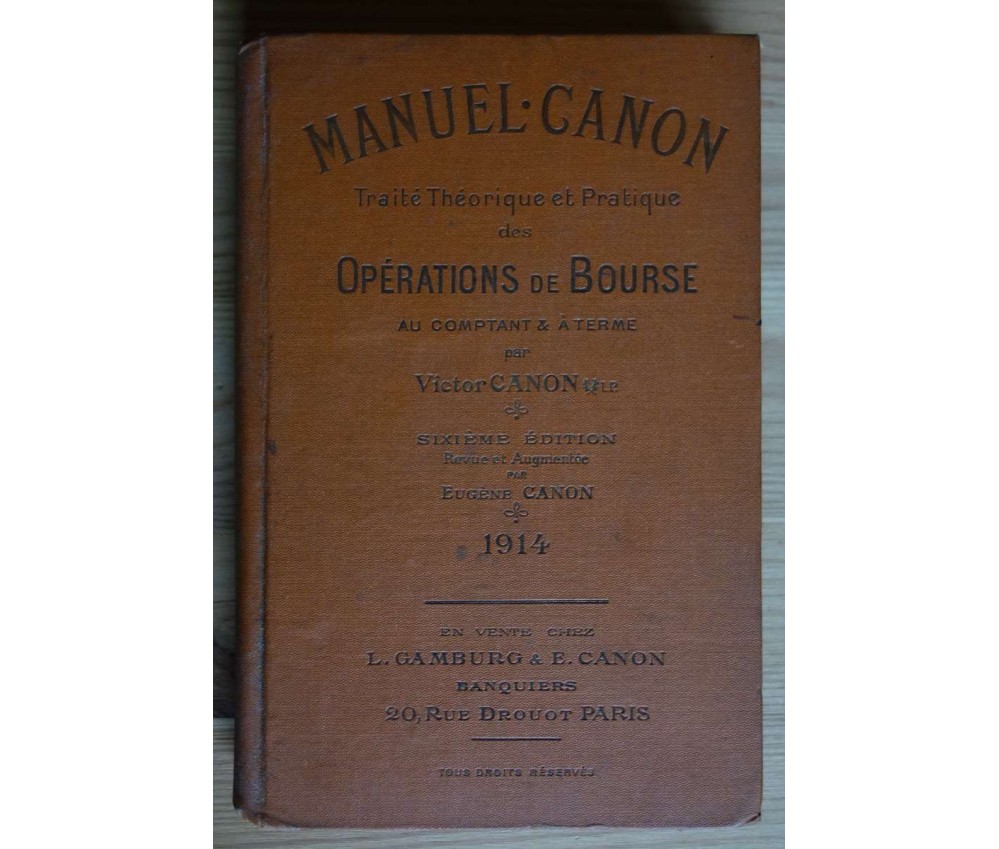 MANUEL·CANON
Traité Théorique et Pratique
des
OPÉRATIONS DE BOURSE
AU COMPTANT & À TERME
par
Victor CANON I.P.
SIXIÈME ÉDITION
Revue et Augmentée
PAR
EUGÈNE CANON
1914
EN VENTE CHEZ
L. GAMBURG & E. CANON
BANQUIERS
20, RUE DROUOT PARIS
TOUS DROITS RÉSERVÉS